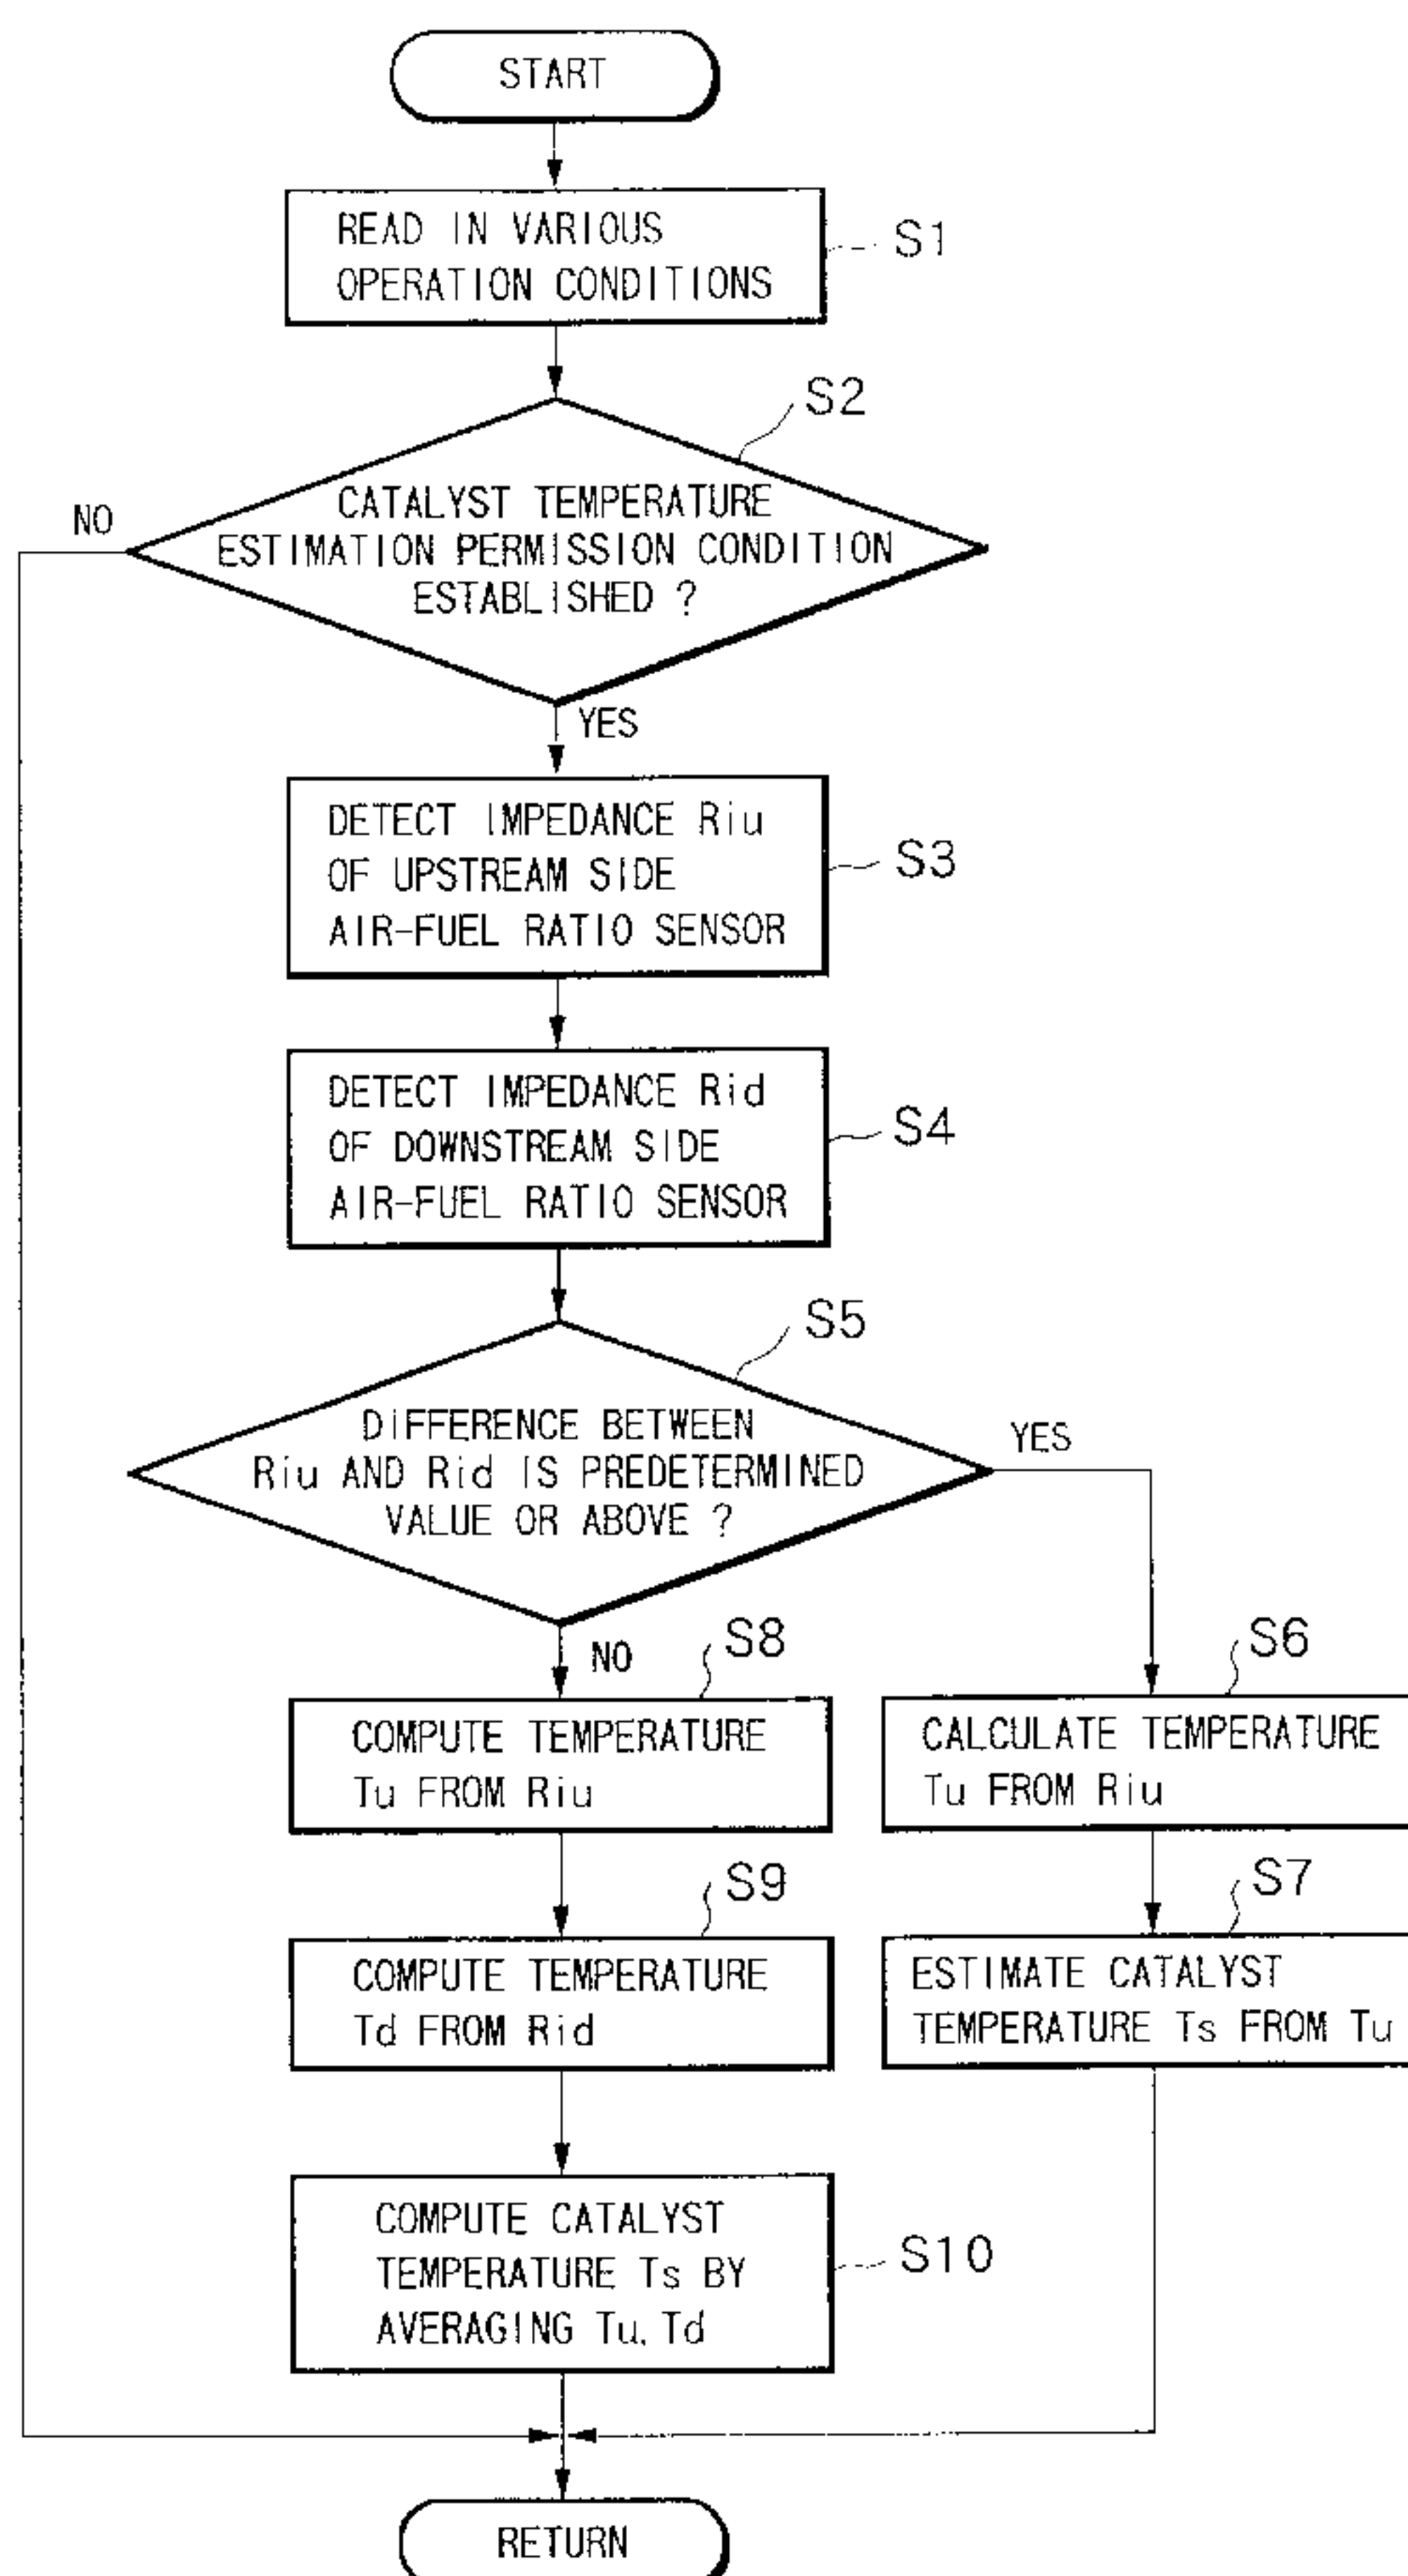 START
READ IN VARIOUS
OPERATION CONDITIONS
S1
S2
CATALYST TEMPERATURE
ESTIMATION PERMISSION CONDITION
ESTABLISHED ?
NO
YES
DETECT IMPEDANCE Riu
OF UPSTREAM SIDE
AIR-FUEL RATIO SENSOR
S3
DETECT IMPEDANCE Rid
OF DOWNSTREAM SIDE
AIR-FUEL RATIO SENSOR
S4
S5
DIFFERENCE BETWEEN
Riu AND Rid IS PREDETERMINED
VALUE OR ABOVE ?
YES
NO
S8
COMPUTE TEMPERATURE
Tu FROM Riu
S6
CALCULATE TEMPERATURE
Tu FROM Riu
S9
COMPUTE TEMPERATURE
Td FROM Rid
S7
ESTIMATE CATALYST
TEMPERATURE Ts FROM Tu
COMPUTE CATALYST
TEMPERATURE Ts BY
AVERAGING Tu, Td
S10
RETURN